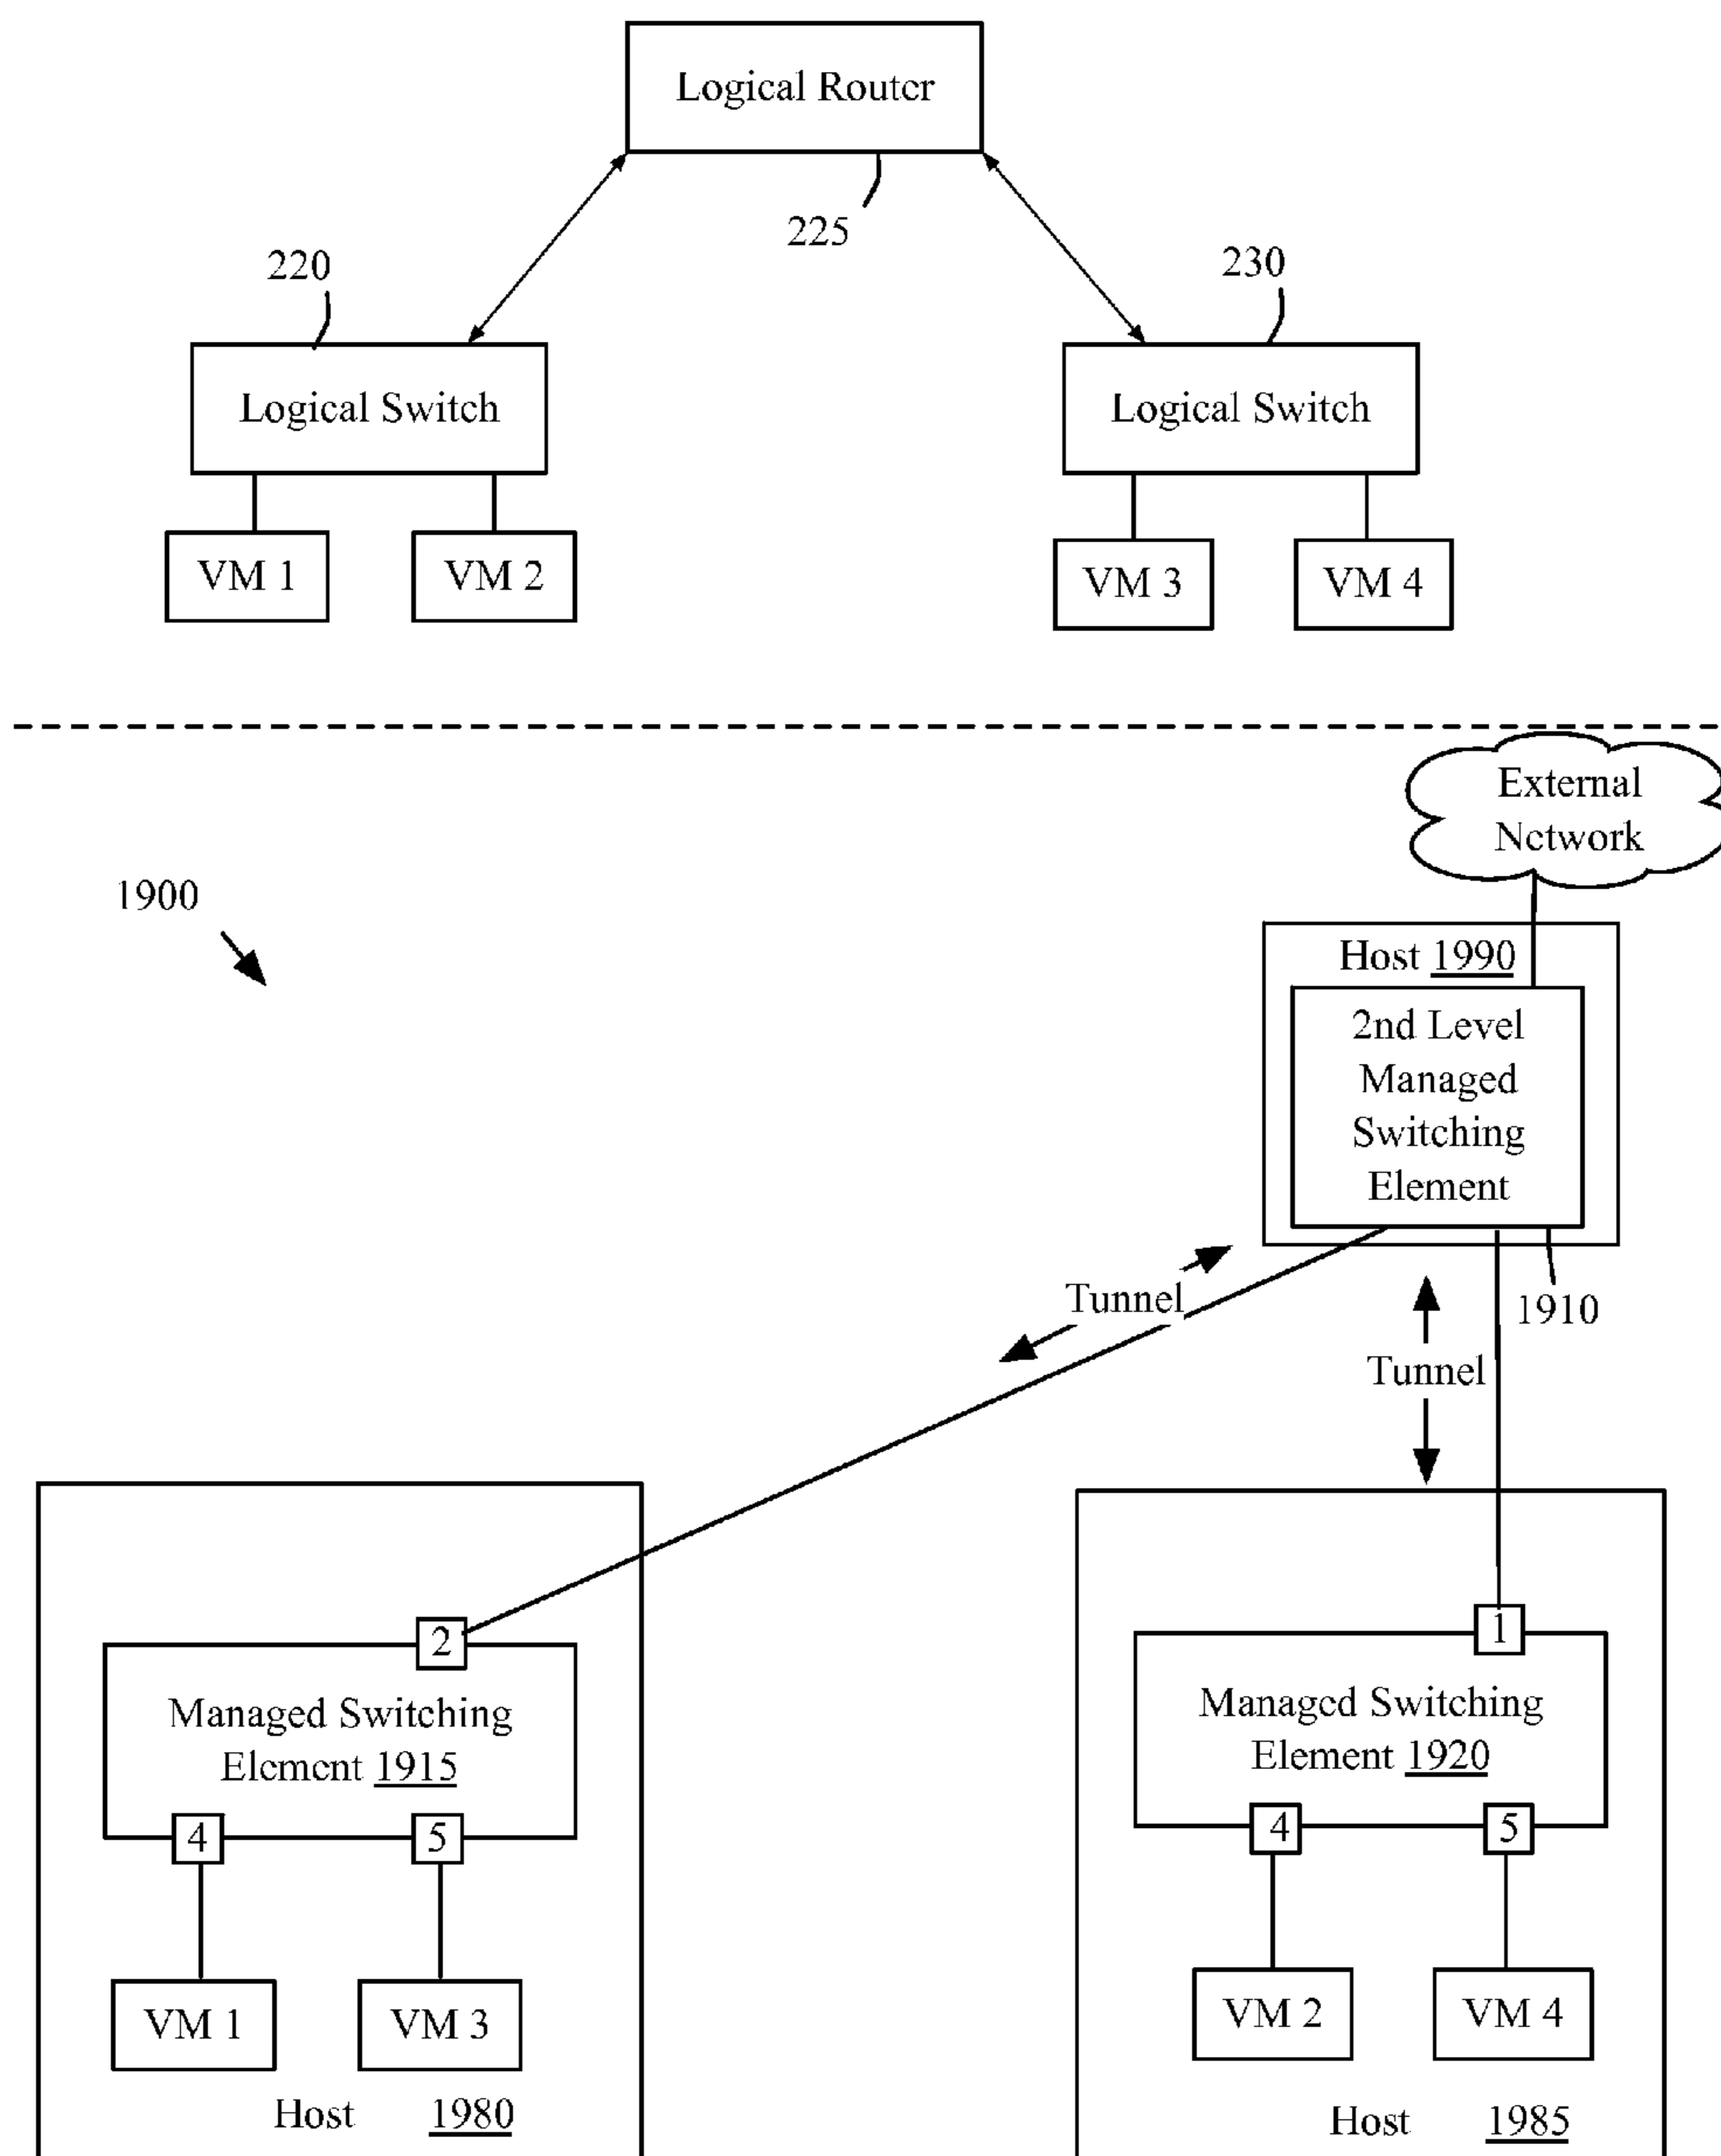 Logical Router
225
220
230
Logical Switch
Logical Switch
VM 1
VM 2
VM 3
VM 4
External
Network
1900
Host 1990
2nd Level
Managed
Switching
Element
Tunnel
1910
Tunnel
2
1
Managed Switching
Element 1915
Managed Switching
Element 1920
4
5
4
5
VM 1
VM 3
VM 2
VM 4
Host 1980
Host 1985